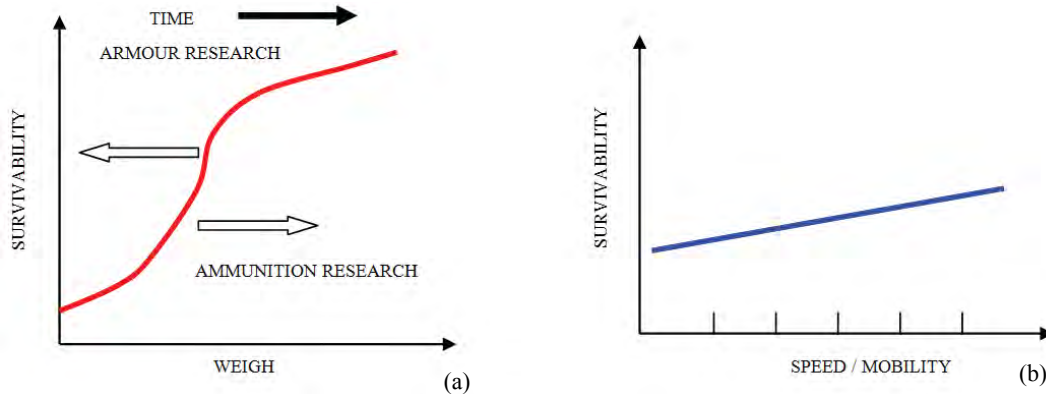 TIME
ARMOUR RESEARCH
SURVIVABILITY
AMMUNITION RESEARCH
WEIGH
(a)
SURVIVABILITY
SPEED / MOBILITY
(b)